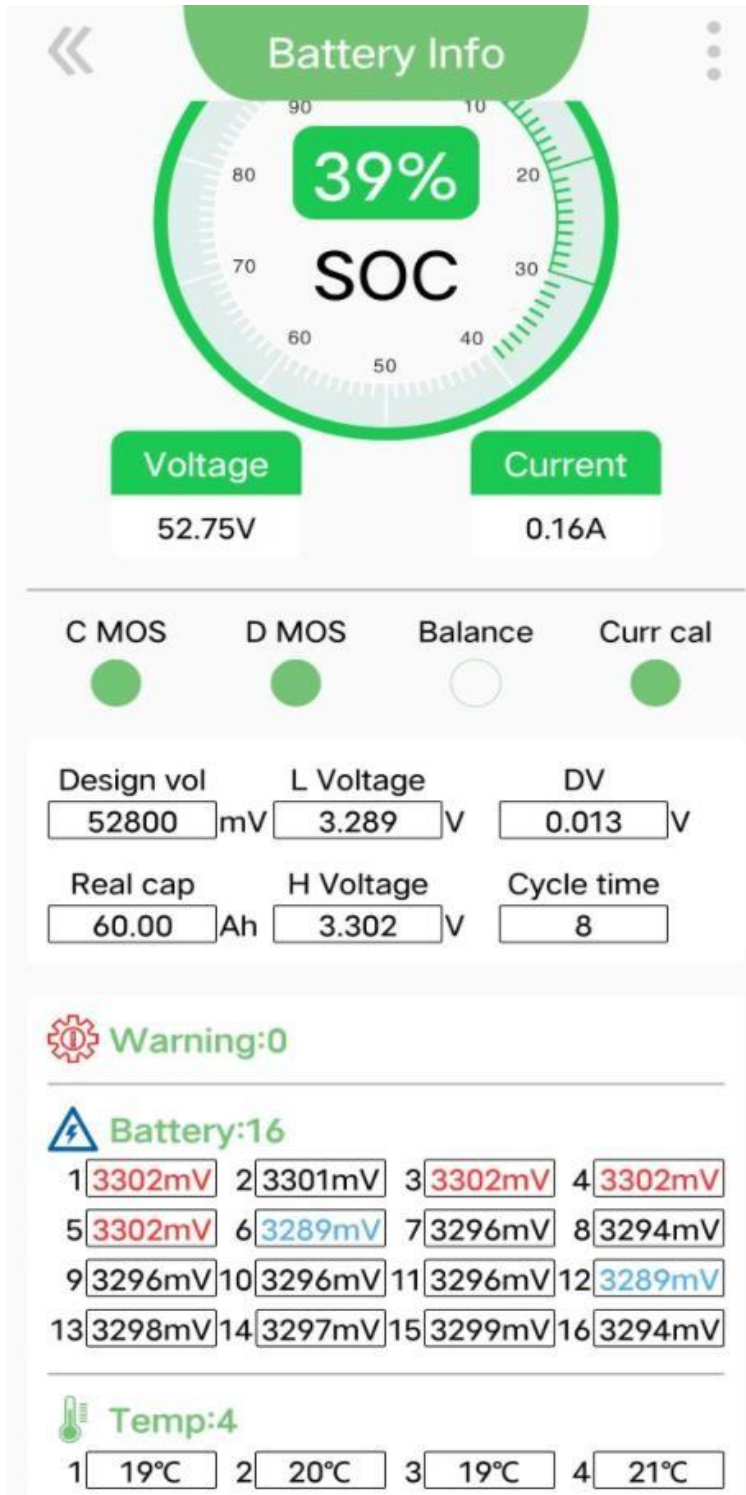 Battery Info
90 10
39%
80 20
SOC
70 30
60 40
50
Voltage Current
52.75V 0.16A
C MOS D MOS Balance Curr cal
Design vol L Voltage DV
52800 mV 3.289 V 0.013 V
Real cap H Voltage Cycle time
60.00 Ah 3.302 V 8
Warning:0
Battery:16
1 3302mV 2 3301mV 3 3302mV 4 3302mV
5 3302mV 6 3289mV 7 3296mV 8 3294mV
9 3296mV 10 3296mV 11 3296mV 12 3289mV
13 3298mV 14 3297mV 15 3299mV 16 3294mV
Temp:4
1 19℃ 2 20℃ 3 19℃ 4 21℃